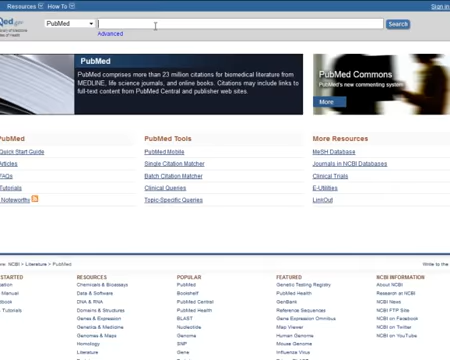 Resources How To Sign in
PubMed Search
Advanced
PubMed
PubMed comprises more than 23 million citations for biomedical literature from
MEDLINE, life science journals, and online books. Citations may include links to
full-text content from PubMed Central and publisher web sites.
PubMed Commons
PubMed's new commenting system
More
PubMed PubMed Tools More Resources
Quick Start Guide PubMed Mobile MeSH Database
Articles Single Citation Matcher Journals in NCBI Databases
FAQs Batch Citation Matcher Clinical Trials
Tutorials Clinical Queries E-Utilities
Noteworthy Topic-Specific Queries LinkOut
NCBI > Literature > PubMed Write to the
STARTED RESOURCES POPULAR FEATURED NCBI INFORMATION
Chemicals & Bioassays PubMed Genetic Testing Registry About NCBI
Manual Data & Software Bookshelf PubMed Health Research at NCBI
DNA & RNA PubMed Central GenBank NCBI News
Tutorials Domains & Structures PubMed Health Reference Sequences NCBI FTP Site
Genes & Expression BLAST Gene Expression Omnibus NCBI on Facebook
Genetics & Medicine Nucleotide Map Viewer NCBI on Twitter
Genomes & Maps Genome Human Genome NCBI on YouTube
Homology SNP Mouse Genome
Literature Gene Influenza Virus